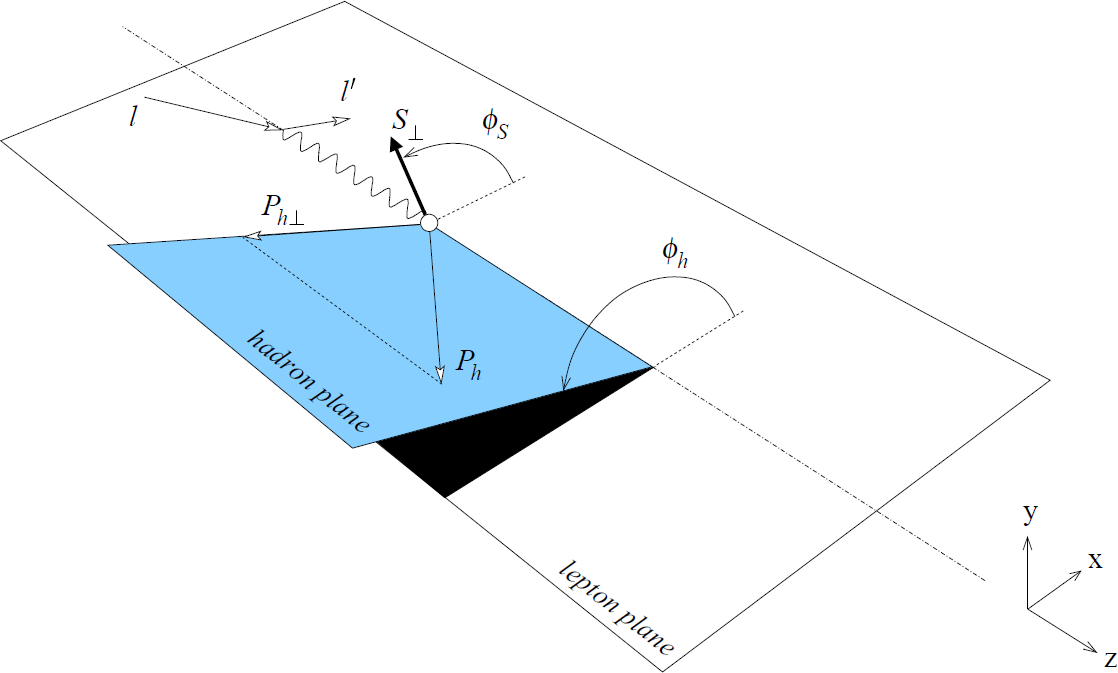 l
l′
S⊥
ϕS
Ph⊥
ϕh
Ph
hadron plane
lepton plane
y
x
z